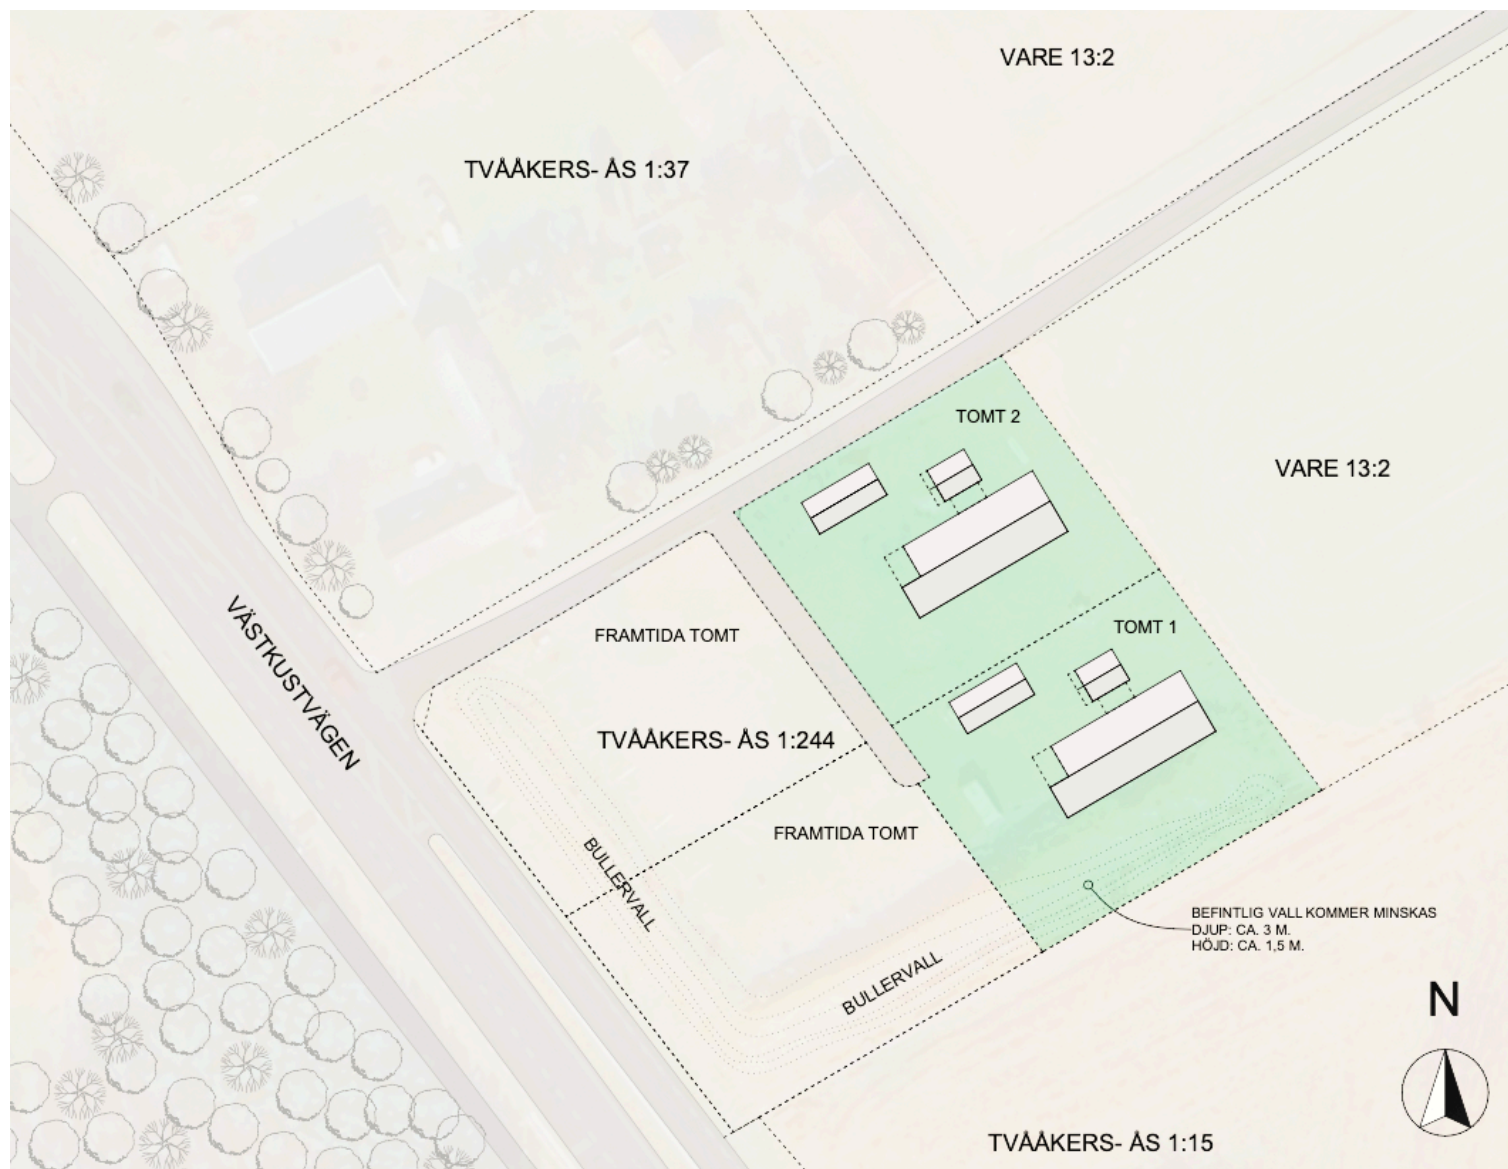 VARE 13:2
TVÅÅKERS- ÅS 1:37
TOMT 2
VARE 13:2
TOMT 1
FRAMTIDA TOMT
VÄSTKUSTVÄGEN
TVÅÅKERS- ÅS 1:244
FRAMTIDA TOMT
BULLERVALL
BEFINTLIG VALL KOMMER MINSKAS
DJUP: CA. 3 M.
HÖJD: CA. 1,5 M.
BULLERVALL
N
TVÅÅKERS- ÅS 1:15